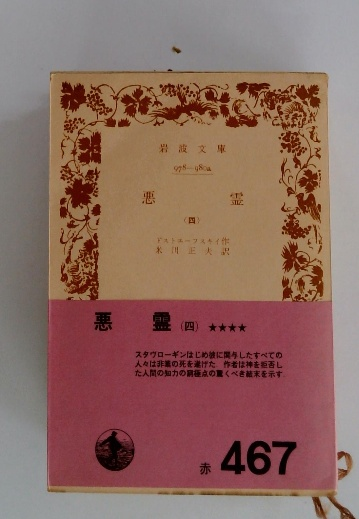 岩波文庫
978—980a
悪霊
(四)
ドストエーフスキイ作
米川正夫訳
悪霊(四)★★★★
スタヴローギンはじめ彼に関与したすべての
人々は非業の死を遂げた. 作者は神を拒否し
た人間の知力の窮極点の驚くべき結末を示す.
赤 467